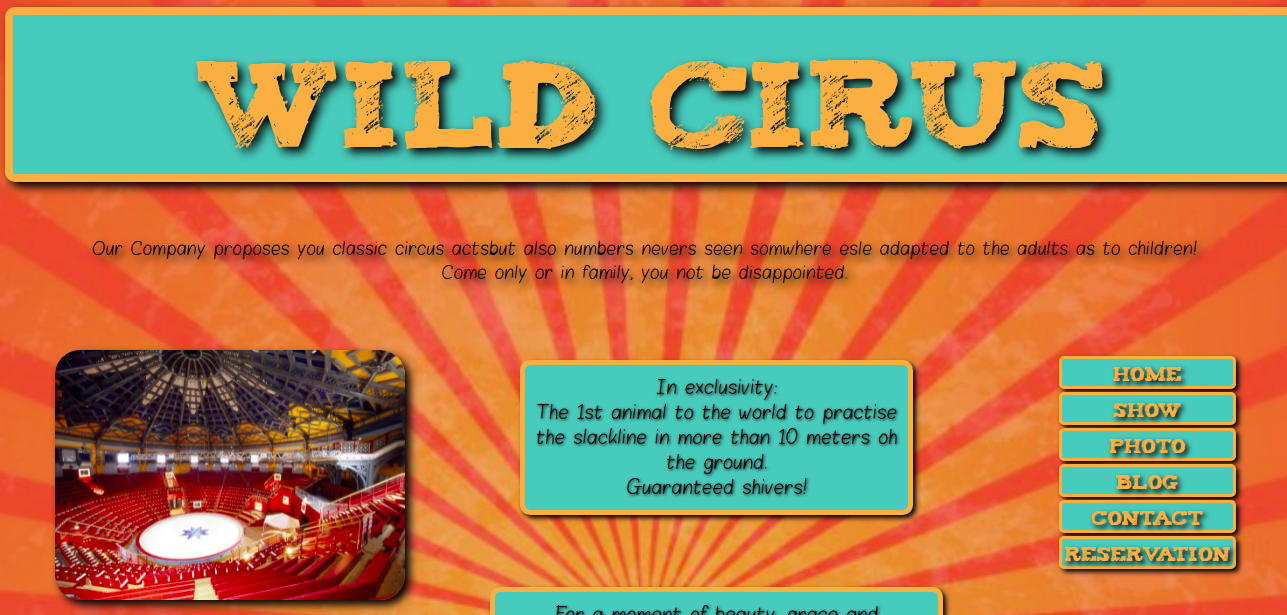 WILD CIRUS
Our Company proposes you classic circus actsbut also numbers nevers seen somwhere esle adapted to the adults as to children!
Come only or in family, you not be disappointed.
In exclusivity:
The 1st animal to the world to practise
the slackline in more than 10 meters oh
the ground.
Guaranteed shivers!
HOME
SHOW
PHOTO
BLOG
CONTACT
RESERVATION
For a moment of beauty, grace and